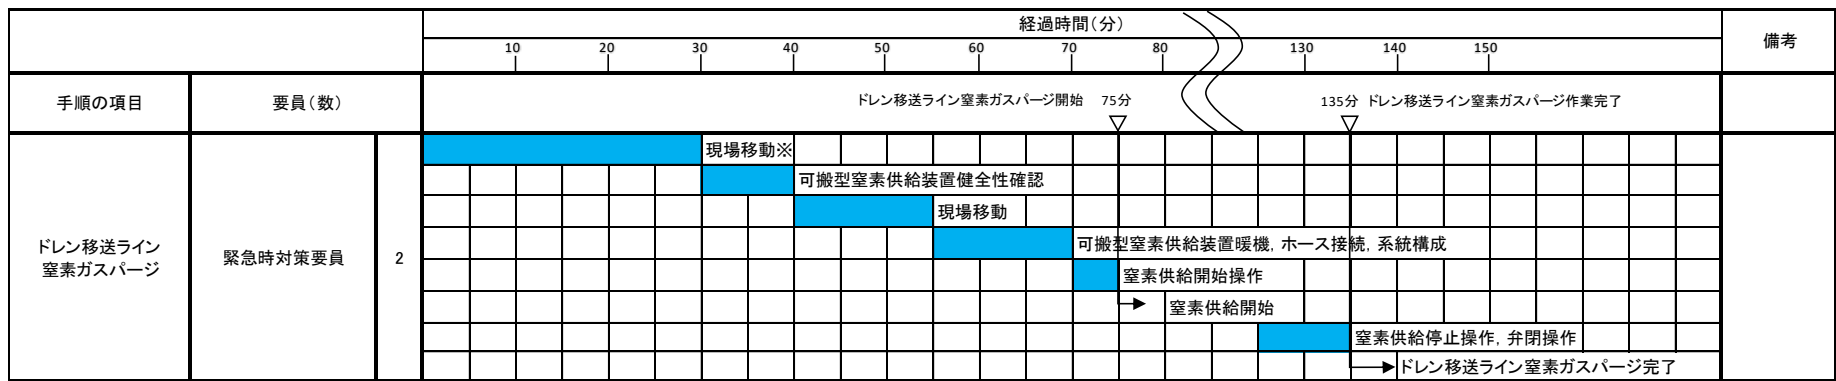 経過時間（分）
備考
10 20 30 40 50 60 70 80 130 140 150
手順の項目 要員（数）
ドレン移送ライン窒素ガスパージ開始 75分
135分 ドレン移送ライン窒素ガスパージ作業完了
現場移動※
可搬型窒素供給装置健全性確認
現場移動
ドレン移送ライン
窒素ガスパージ
緊急時対策要員
2
可搬型窒素供給装置暖機，ホース接続，系統構成
窒素供給開始操作
窒素供給開始
窒素供給停止操作，弁閉操作
ドレン移送ライン窒素ガスパージ完了